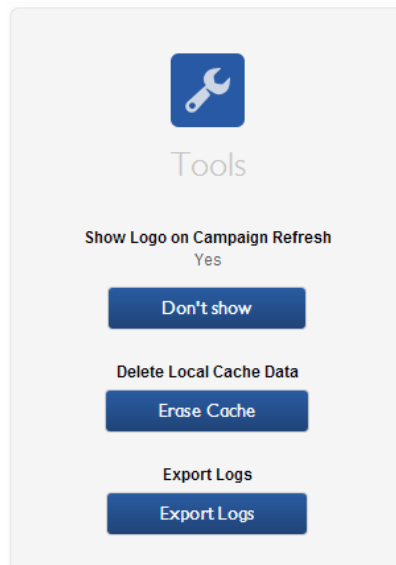 Tools
Show Logo on Campaign Refresh
Yes
Don't show
Delete Local Cache Data
Erase Cache
Export Logs
Export Logs